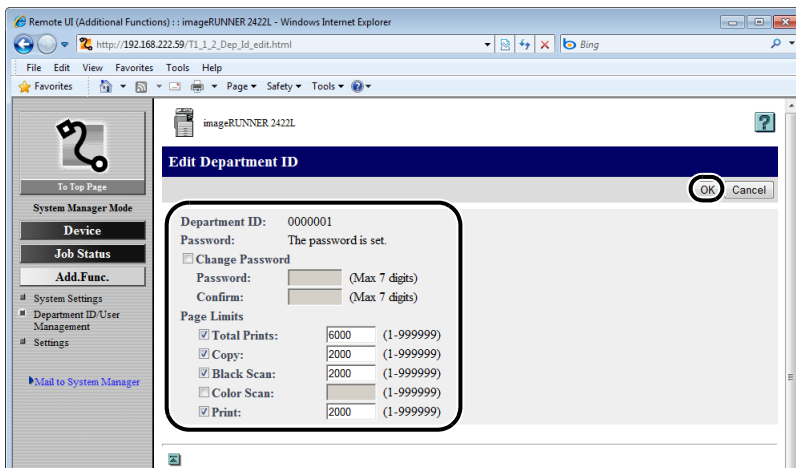 Remote UI (Additional Functions) : : imageRUNNER 2422L - Windows Internet Explorer
http://192.168.222.59/T1_1_2_Dep_Id_edit.html
Bing
File Edit View Favorites Tools Help
Favorites Page Safety Tools
imageRUNNER 2422L
Edit Department ID
To Top Page
OK Cancel
System Manager Mode
Device
Job Status
Add.Func.
System Settings
Department ID/User
Management
Settings
Mail to System Manager
Department ID: 0000001
Password: The password is set.
Change Password
Password: (Max 7 digits)
Confirm: (Max 7 digits)
Page Limits
Total Prints: 6000 (1-999999)
Copy: 2000 (1-999999)
Black Scan: 2000 (1-999999)
Color Scan: (1-999999)
Print: 2000 (1-999999)